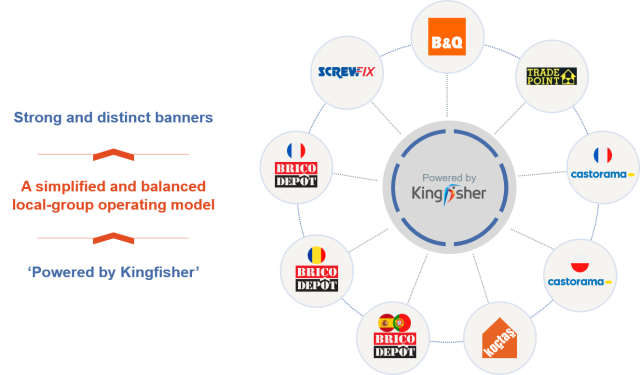 Strong and distinct banners
A simplified and balanced
local-group operating model
‘Powered by Kingfisher’
B&Q
TRADE
POINT
castorama
castorama
koçtaş
BRICO
DEPÔT
BRICO
DEPÔT
BRICO
DEPÔT
SCREWFIX
Powered by
Kingfisher